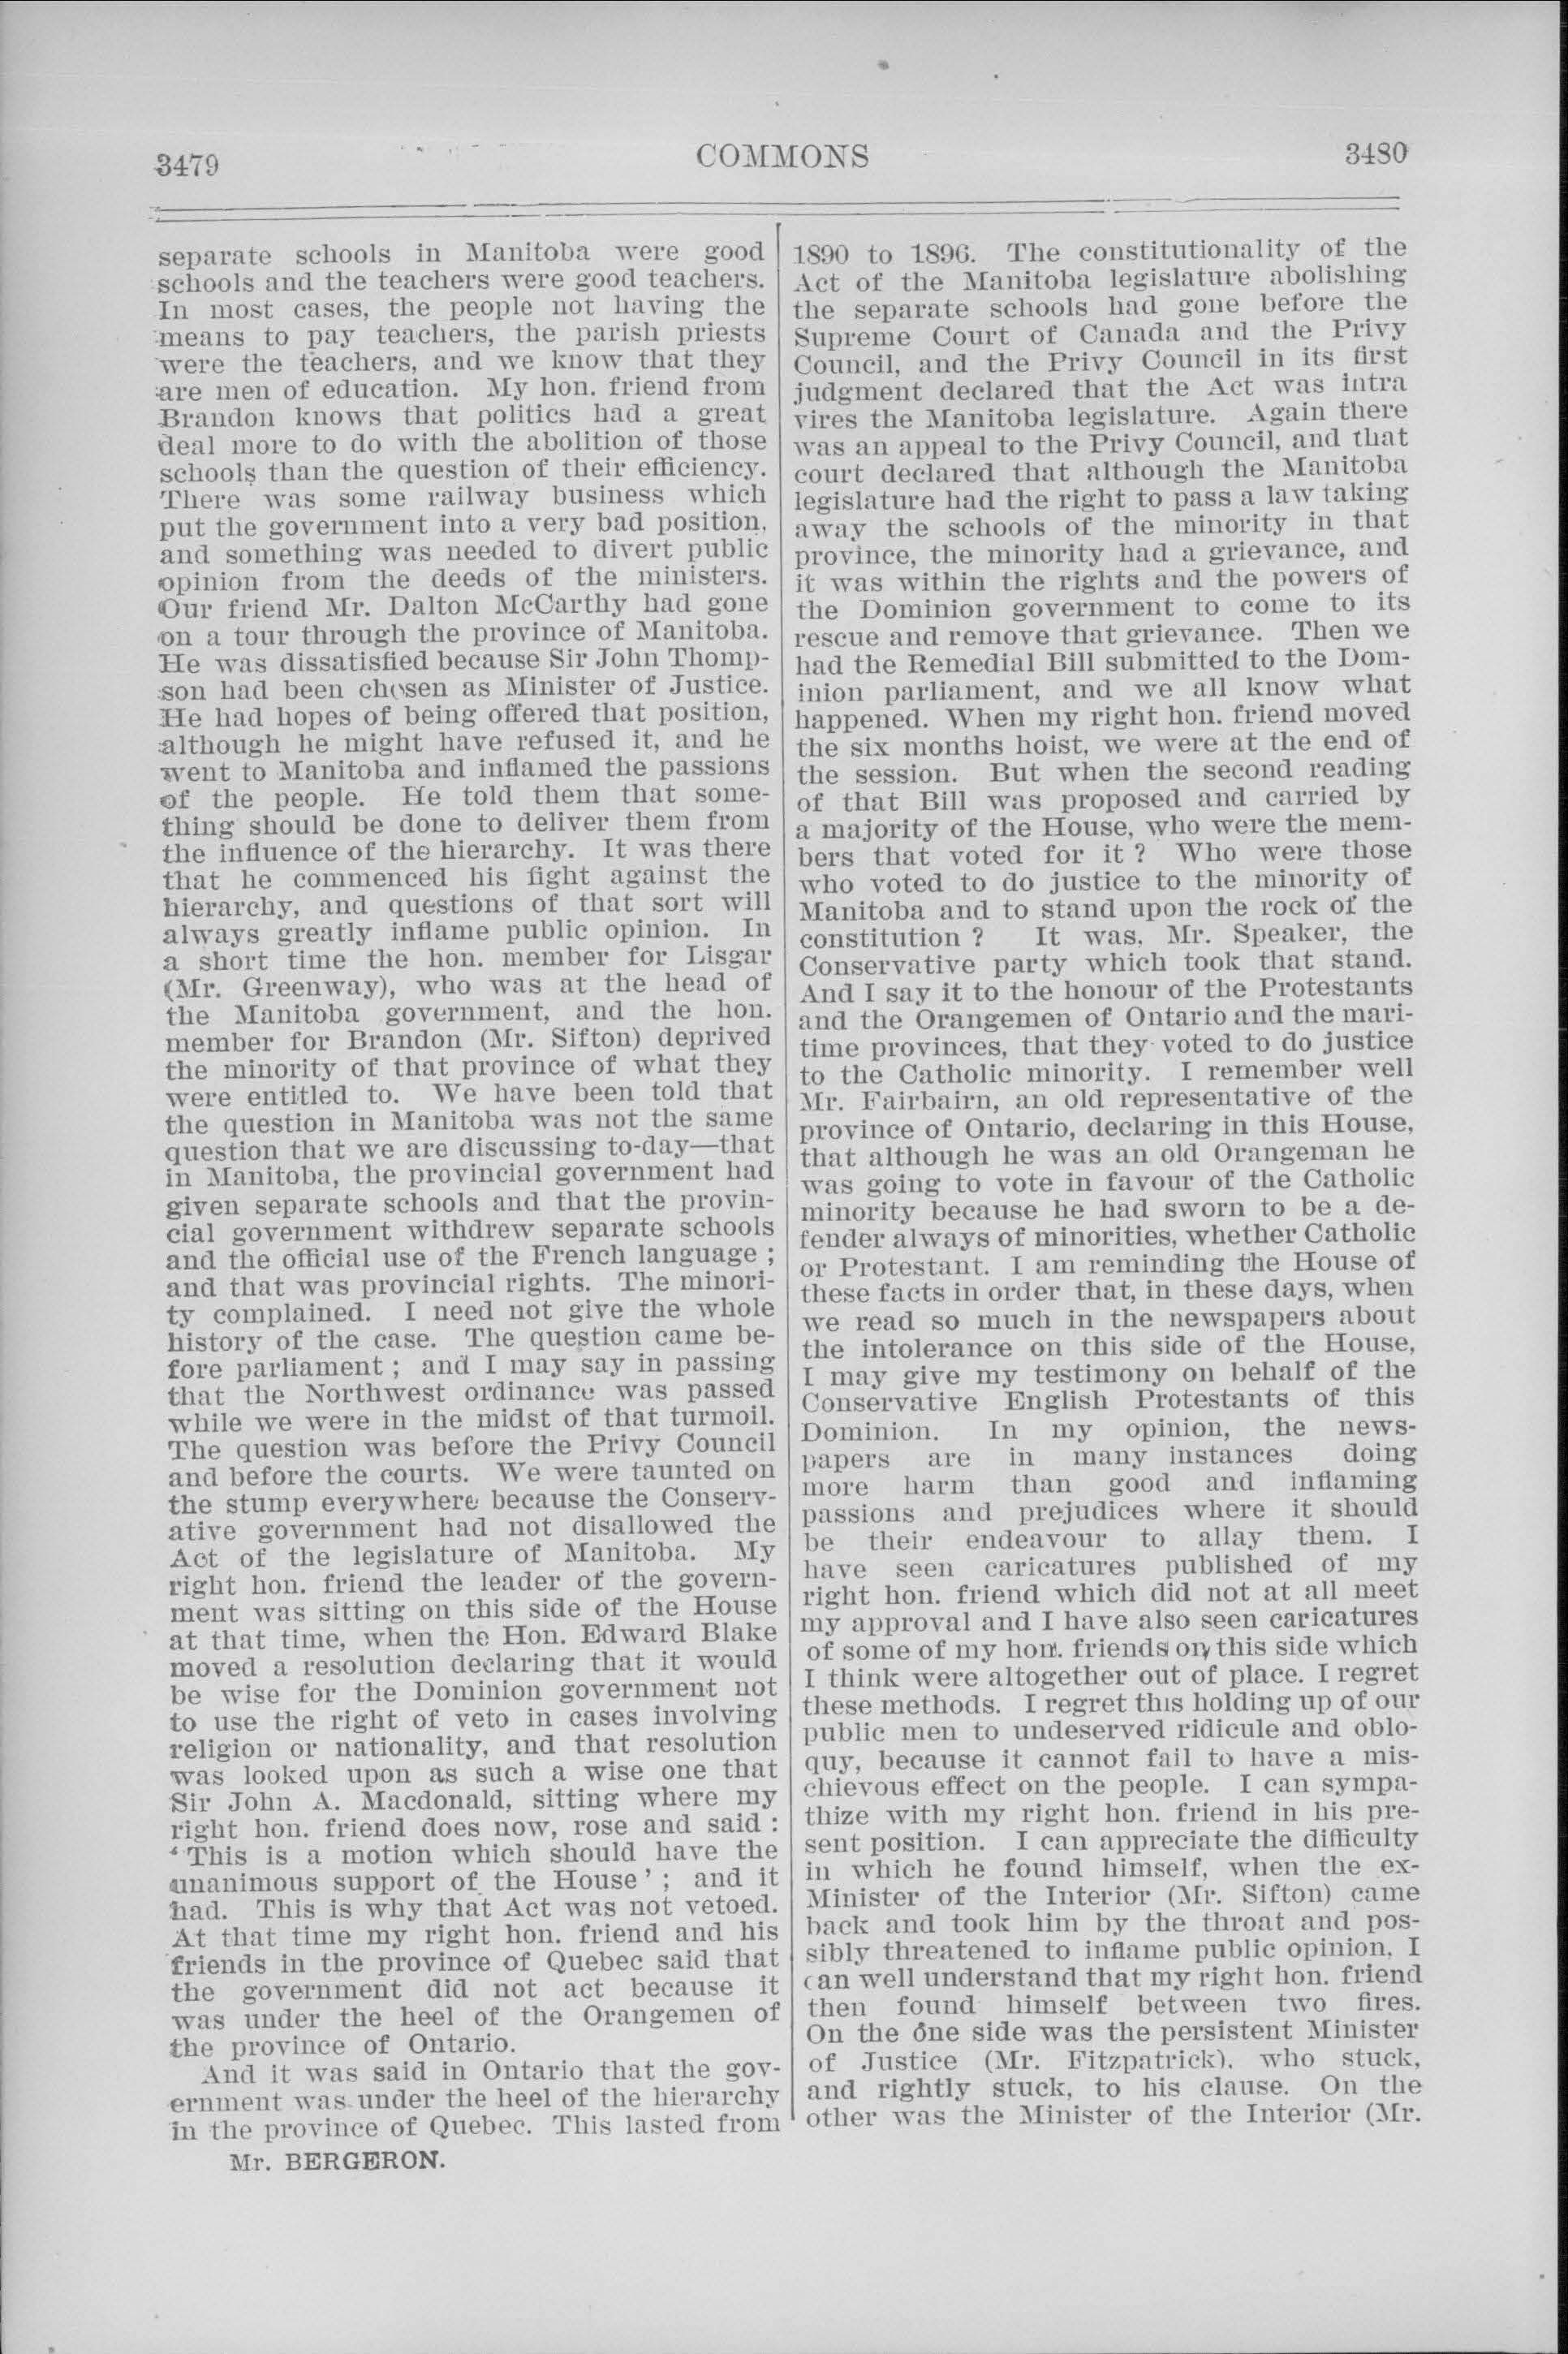 3479
COMMONS
3480
separate schools in Manitoba were good
schools and the teachers were good teachers.
In most cases, the people not having the
means to pay teachers, the parish priests
were the teachers, and we know that they
are men of education. My hon. friend from
Brandon knows that politics had a great
deal more to do with the abolition of those
schools than the question of their efficiency.
There was some railway business which
put the government into a very bad position,
and something was needed to divert public
opinion from the deeds of the ministers.
Our friend Mr. Dalton McCarthy had gone
on a tour through the province of Manitoba.
He was dissatisfied because Sir John Thomp-
son had been chosen as Minister of Justice.
He had hopes of being offered that position,
although he might have refused it, and he
went to Manitoba and inflamed the passions
of the people. He told them that some-
thing should be done to deliver them from
the influence of the hierarchy. It was there
that he commenced his fight against the
hierarchy, and questions of that sort will
always greatly inflame public opinion. In
a short time the hon. member for Lisgar
(Mr. Greenway), who was at the head of
the Manitoba government, and the hon.
member for Brandon (Mr. Sifton) deprived
the minority of that province of what they
were entitled to. We have been told that
the question in Manitoba was not the same
question that we are discussing to-day—that
in Manitoba, the provincial government had
given separate schools and that the provin-
cial government withdrew separate schools
and the official use of the French language ;
and that was provincial rights. The minori-
ty complained. I need not give the whole
history of the case. The question came be-
fore parliament ; and I may say in passing
that the Northwest ordinance was passed
while we were in the midst of that turmoil.
The question was before the Privy Council
and before the courts. We were taunted on
the stump everywhere because the Conserv-
ative government had not disallowed the
Act of the legislature of Manitoba. My
right hon. friend the leader of the govern-
ment was sitting on this side of the House
at that time, when the Hon. Edward Blake
moved a resolution declaring that it would
be wise for the Dominion government not
to use the right of veto in cases involving
religion or nationality, and that resolution
was looked upon as such a wise one that
Sir John A. Macdonald, sitting where my
right hon. friend does now, rose and said :
‘ This is a motion which should have the
unanimous support of the House ’ ; and it
had. This is why that Act was not vetoed.
At that time my right hon. friend and his
friends in the province of Quebec said that
the government did not act because it
was under the heel of the Orangemen of
the province of Ontario.
And it was said in Ontario that the gov-
ernment was under the heel of the hierarchy
in the province of Quebec. This lasted from
Mr. BERGERON.
1890 to 1896. The constitutionality of the
Act of the Manitoba legislature abolishing
the separate schools had gone before the
Supreme Court of Canada and the Privy
Council, and the Privy Council in its first
judgment declared that the Act was intra
vires the Manitoba legislature. Again there
was an appeal to the Privy Council, and that
court declared that although the Manitoba
legislature had the right to pass a law taking
away the schools of the minority in that
province, the minority had a grievance, and
it was within the rights and the powers of
the Dominion government to come to its
rescue and remove that grievance. Then we
had the Remedial Bill submitted to the Dom-
inion parliament, and we all know what
happened. When my right hon. friend moved
the six months hoist, we were at the end of
the session. But when the second reading
of that Bill was proposed and carried by
a majority of the House, who were the mem-
bers that voted for it ? Who were those
who voted to do justice to the minority of
Manitoba and to stand upon the rock of the
constitution ? It was, Mr. Speaker, the
Conservative party which took that stand.
And I say it to the honour of the Protestants
and the Orangemen of Ontario and the mari-
time provinces, that they voted to do justice
to the Catholic minority. I remember well
Mr. Fairbairn, an old representative of the
province of Ontario, declaring in this House,
that although he was an old Orangeman he
was going to vote in favour of the Catholic
minority because he had sworn to be a de-
fender always of minorities, whether Catholic
or Protestant. I am reminding the House of
these facts in order that, in these days, when
we read so much in the newspapers about
the intolerance on this side of the House,
I may give my testimony on behalf of the
Conservative English Protestants of this
Dominion. In my opinion, the news-
papers are in many instances doing
more harm than good and inflaming
passions and prejudices where it should
be their endeavour to allay them. I
have seen caricatures published of my
right hon. friend which did not at all meet
my approval and I have also seen caricatures
of some of my hon. friends on this side which
I think were altogether out of place. I regret
these methods. I regret this holding up of our
public men to undeserved ridicule and oblo-
quy, because it cannot fail to have a mis-
chievous effect on the people. I can sympa-
thize with my right hon. friend in his pre-
sent position. I can appreciate the difficulty
in which he found himself, when the ex-
Minister of the Interior (Mr. Sifton) came
back and took him by the throat and pos-
sibly threatened to inflame public opinion. I
can well understand that my right hon. friend
then found himself between two fires.
On the one side was the persistent Minister
of Justice (Mr. Fitzpatrick), who stuck,
and rightly stuck, to his clause. On the
other was the Minister of the Interior (Mr.